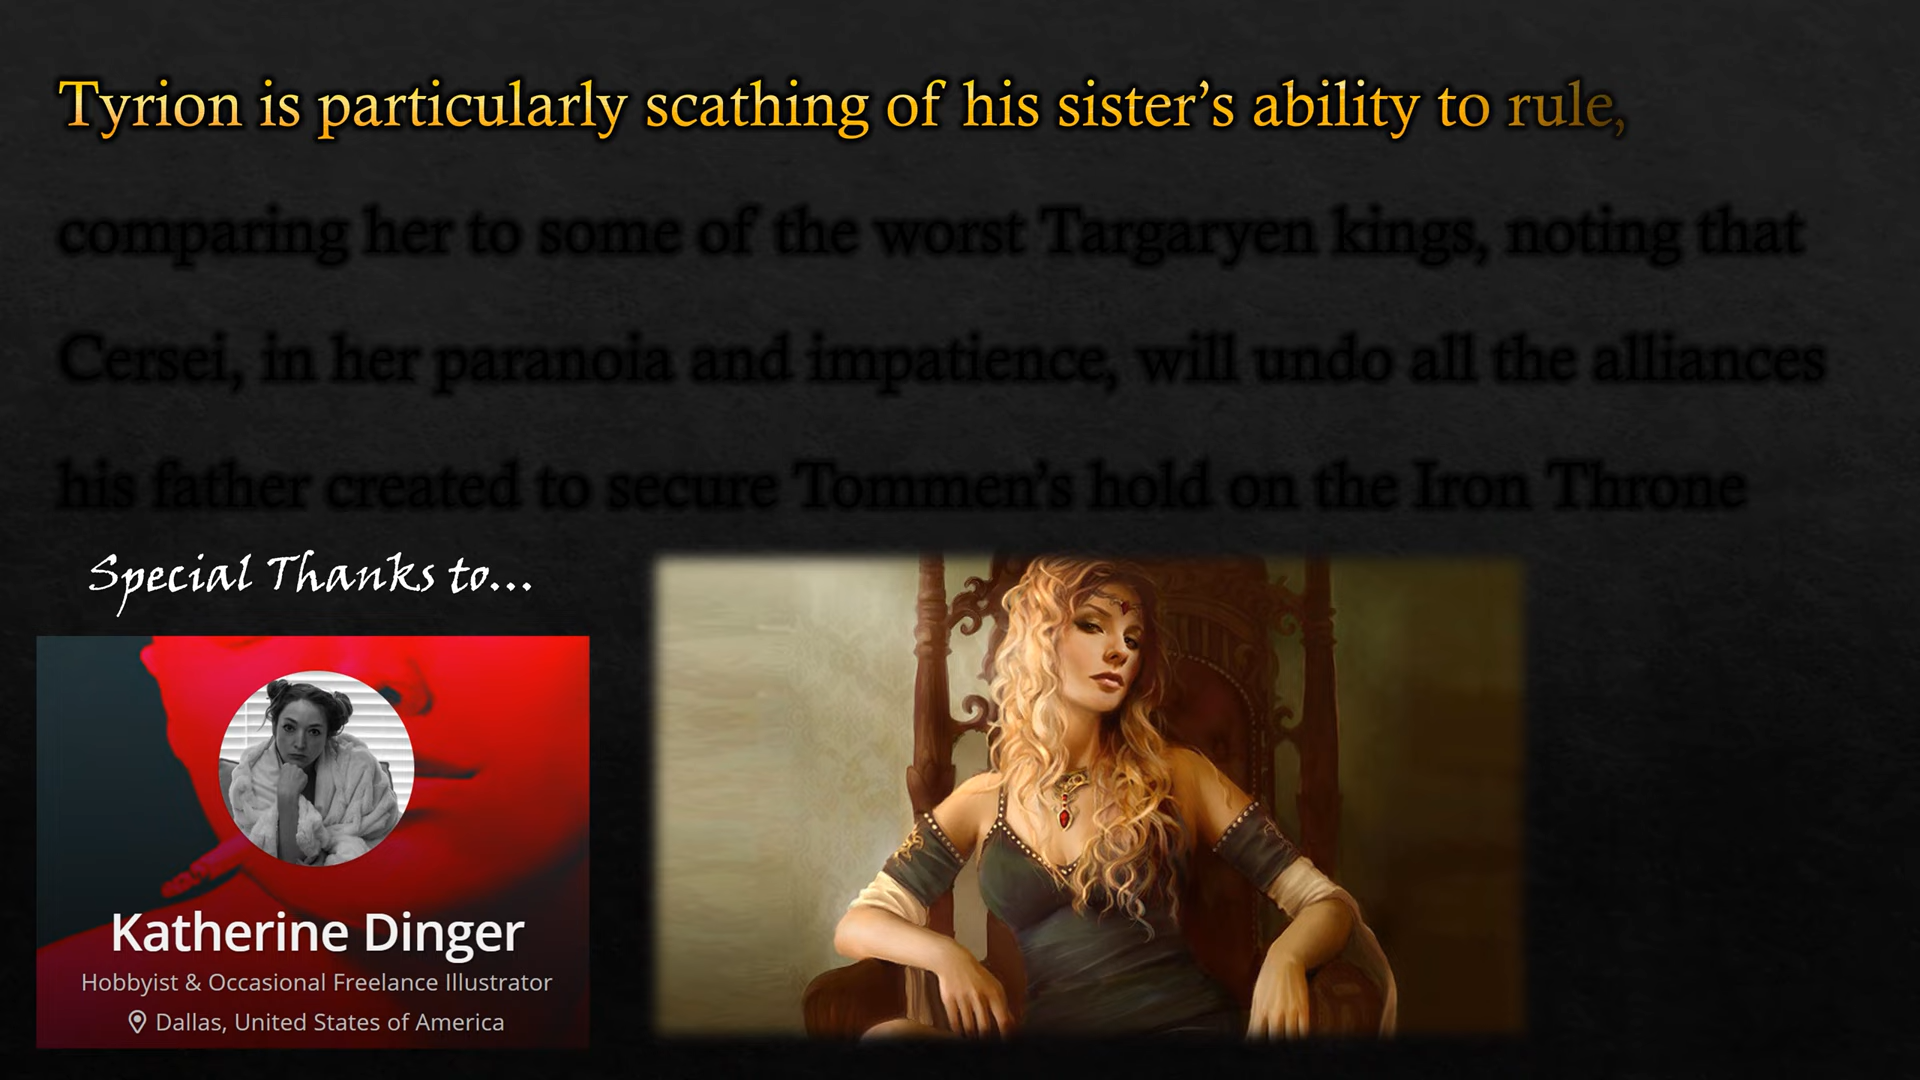 Tyrion is particularly scathing of his sister’s ability to rule,
comparing her to some of the worst Targaryen kings, noting that
Cersei, in her paranoia and impatience, will undo all the alliances
his father created to secure Tommen’s hold on the Iron Throne
Special Thanks to...
Katherine Dinger
Hobbyist & Occasional Freelance Illustrator
Dallas, United States of America